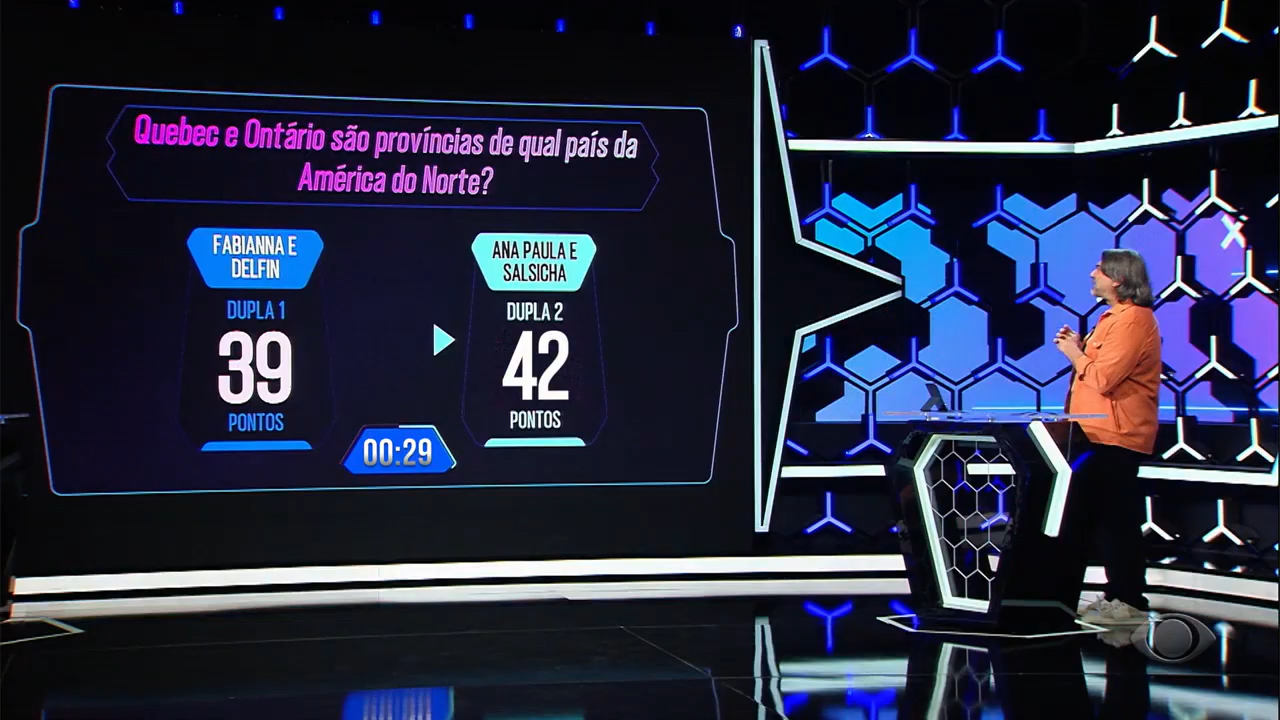 Quebec e Ontário são províncias de qual país da
América do Norte?
FABIANNA E
DELFIN
DUPLA 1
39
PONTOS
ANA PAULA E
SALSICHA
DUPLA 2
42
PONTOS
00:29